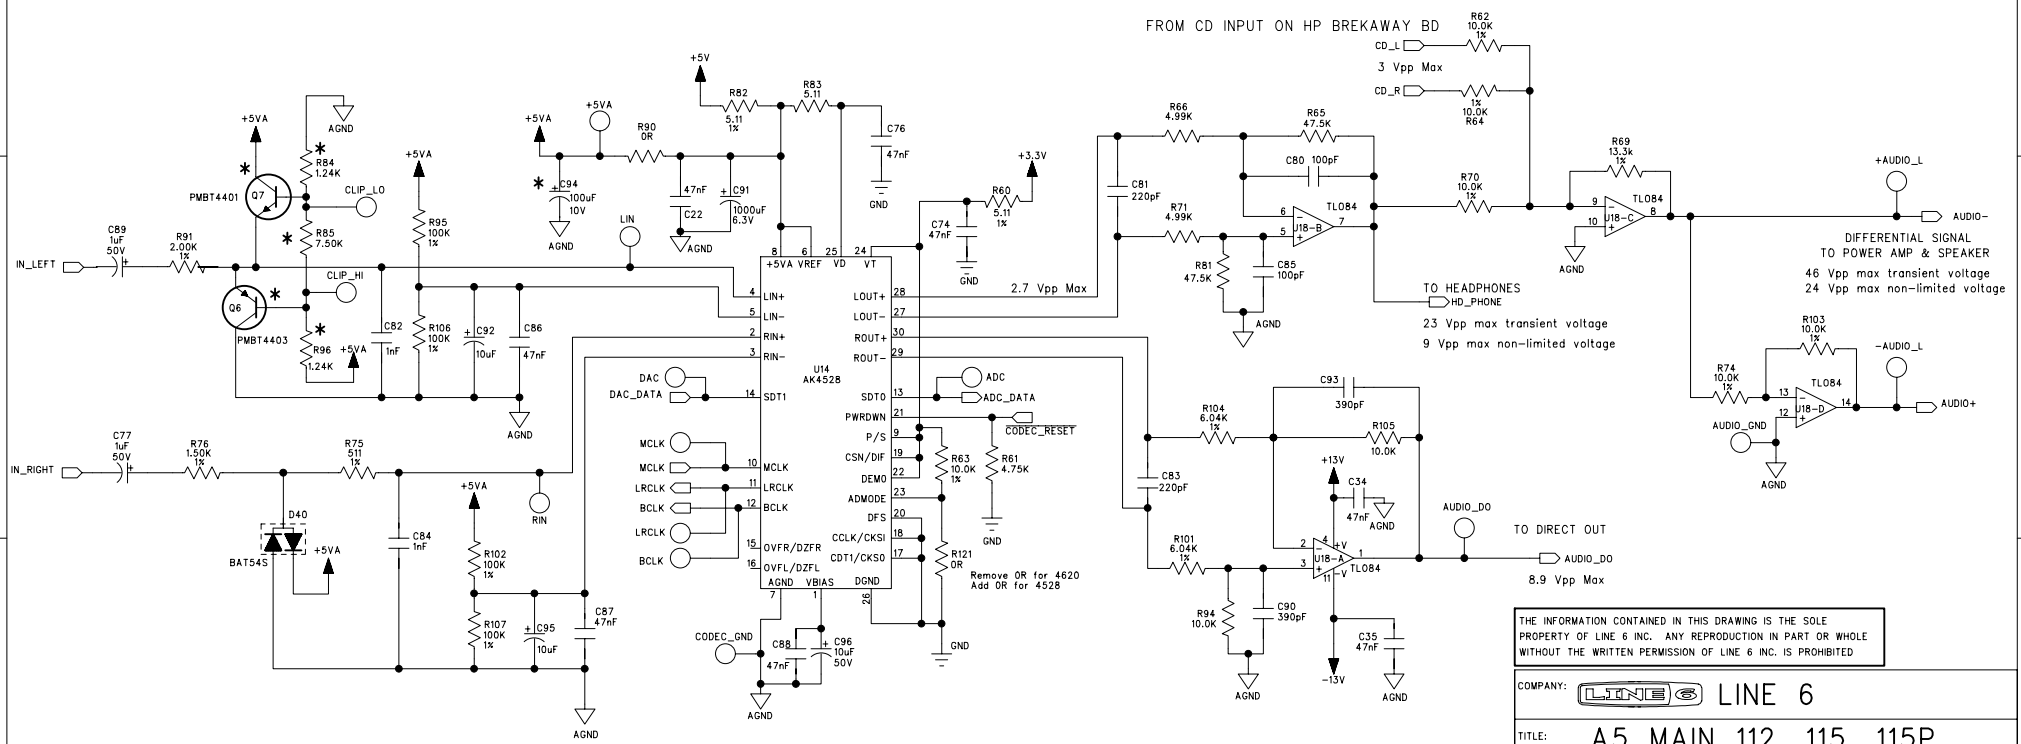 FROM CD INPUT ON HP BREKAWAY BD
CD_L
3 Vpp Max
CD_R
R62
10.0K
1%
1%
10.0K
R64
+5V
R82
5.11
1%
R83
5.11
C76
47nF
GND
+5VA
+5VA
R90
0R
* C94
100uF
10V
AGND
47nF
C22
C91
1000uF
6.3V
AGND
+3.3V
R60
5.11
1%
C74
47nF
GND
AGND
+5VA
*
R84
1.24K
*
Q7
PMBT4401
CLIP_LO
*
R85
7.50K
CLIP_HI
*
Q6
PMBT4403
*
R96
1.24K
+5VA
+5VA
R95
100K
1%
R106
100K
1%
C82
1nF
C92
10uF
C86
47nF
AGND
LIN
IN_LEFT
C89
1uF
50V
R91
2.00K
1%
IN_RIGHT
C77
1uF
50V
R76
1.50K
1%
R75
511
1%
RIN
D40
BAT54S
+5VA
C84
1nF
+5VA
R102
100K
1%
R107
100K
1%
C95
10uF
C87
47nF
AGND
8 6 25 24
+5VA VREF VD VT
4 LIN+
5 LIN-
2 RIN+
3 RIN-
U14
AK4528
14 SDT1
10 MCLK
11 LRCLK
12 BCLK
15 OVFR/DZFR
16 OVFL/DZFL
AGND VBIAS DGND
7 1 26
LOUT+ 28
LOUT- 27
ROUT+ 30
ROUT- 29
SDTO 13
PWRDWN 21
P/S 9
CSN/DIF 19
DEM0 22
ADMODE 23
DFS 20
CCLK/CKS1 18
CDT1/CKS0 17
DAC
DAC_DATA
MCLK
MCLK
LRCLK
BCLK
LRCLK
BCLK
CODEC_GND
C88
47nF
C96
10uF
50V
AGND
ADC
ADC_DATA
CODEC_RESET
R63
10.0K
1%
R61
4.75K
GND
R121
0R
Remove 0R for 4620
Add 0R for 4528
GND
2.7 Vpp Max
C81
220pF
R66
4.99K
R65
47.5K
C80 100pF
R71
4.99K
R81
47.5K
C85
100pF
AGND
TL084
6
5
7
U18-B
TO HEADPHONES
HD_PHONE
23 Vpp max transient voltage
9 Vpp max non-limited voltage
R70
10.0K
1%
R69
13.3k
1%
TL084
9
10
8
U18-C
AGND
+AUDIO_L
AUDIO-
DIFFERENTIAL SIGNAL
TO POWER AMP & SPEAKER
46 Vpp max transient voltage
24 Vpp max non-limited voltage
R74
10.0K
1%
R103
10.0K
1%
TL084
13
12
14
U18-D
AUDIO_GND
AGND
-AUDIO_L
AUDIO+
C83
220pF
R104
6.04K
1%
C93
390pF
R105
10.0K
+13V
C34
47nF
AGND
R101
6.04K
1%
R94
10.0K
C90
390pF
AGND
2
3
4
+V
1
11
-V
U18-A
TL084
C35
47nF
-13V
AGND
AUDIO_DO
TO DIRECT OUT
AUDIO_DO
8.9 Vpp Max
THE INFORMATION CONTAINED IN THIS DRAWING IS THE SOLE
PROPERTY OF LINE 6 INC. ANY REPRODUCTION IN PART OR WHOLE
WITHOUT THE WRITTEN PERMISSION OF LINE 6 INC. IS PROHIBITED
COMPANY: LINE 6 LINE 6
TITLE: A5 MAIN 112, 115, 115P